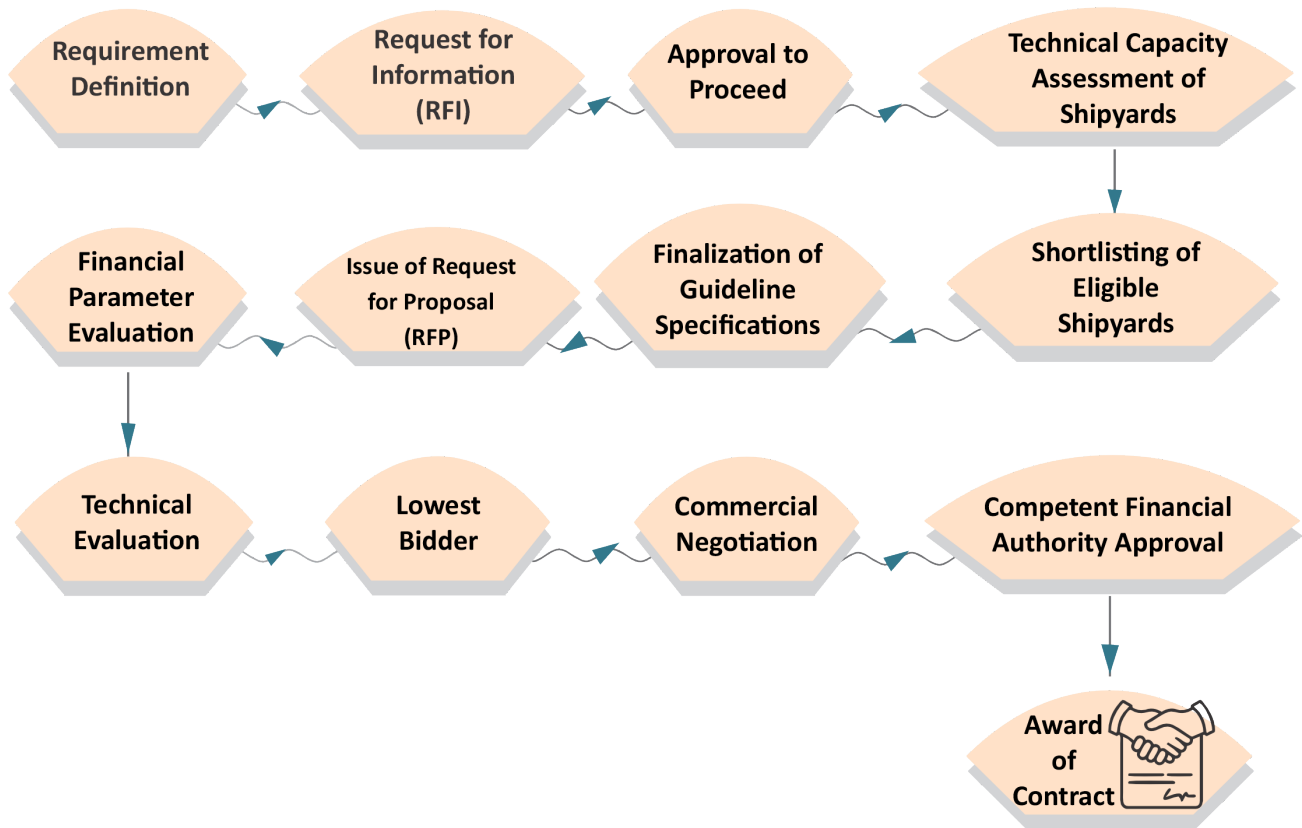 Requirement
Definition
Request for
Information
(RFI)
Approval to
Proceed
Technical Capacity
Assessment of
Shipyards
Shortlisting of
Eligible
Shipyards
Finalization of
Guideline
Specifications
Issue of Request
for Proposal
(RFP)
Financial
Parameter
Evaluation
Technical
Evaluation
Lowest
Bidder
Commercial
Negotiation
Competent Financial
Authority Approval
Award
of
Contract